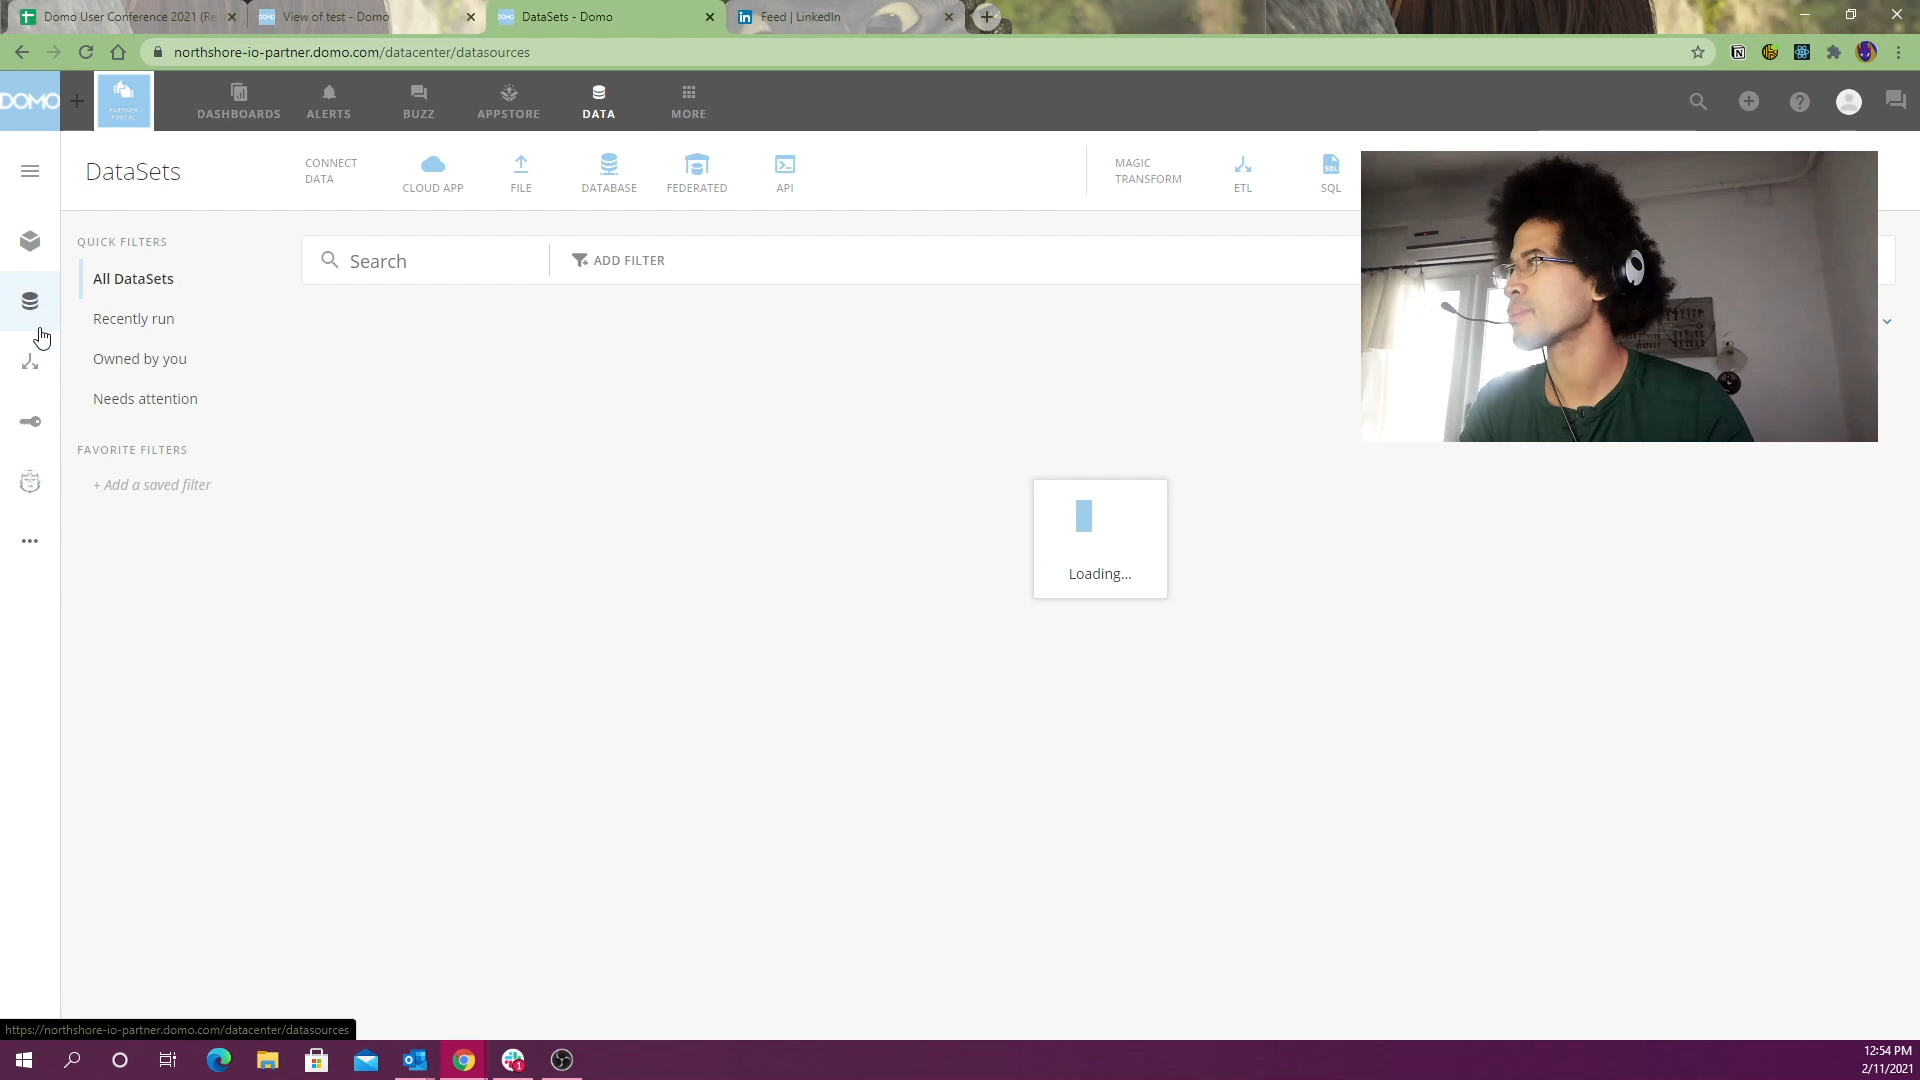 Domo User Conference 2021 (Re
View of test - Domo
DataSets - Domo
Feed | LinkedIn
northshore-io-partner.domo.com/datacenter/datasources
DOMO
PARTNER
PORTAL
DASHBOARDS
ALERTS
BUZZ
APPSTORE
DATA
MORE
DataSets
CONNECT
DATA
CLOUD APP
FILE
DATABASE
FEDERATED
API
MAGIC
TRANSFORM
ETL
SQL
SQL
QUICK FILTERS
All DataSets
Recently run
Owned by you
Needs attention
FAVORITE FILTERS
+ Add a saved filter
Search
ADD FILTER
Loading...
https://northshore-io-partner.domo.com/datacenter/datasources
12:54 PM
2/11/2021